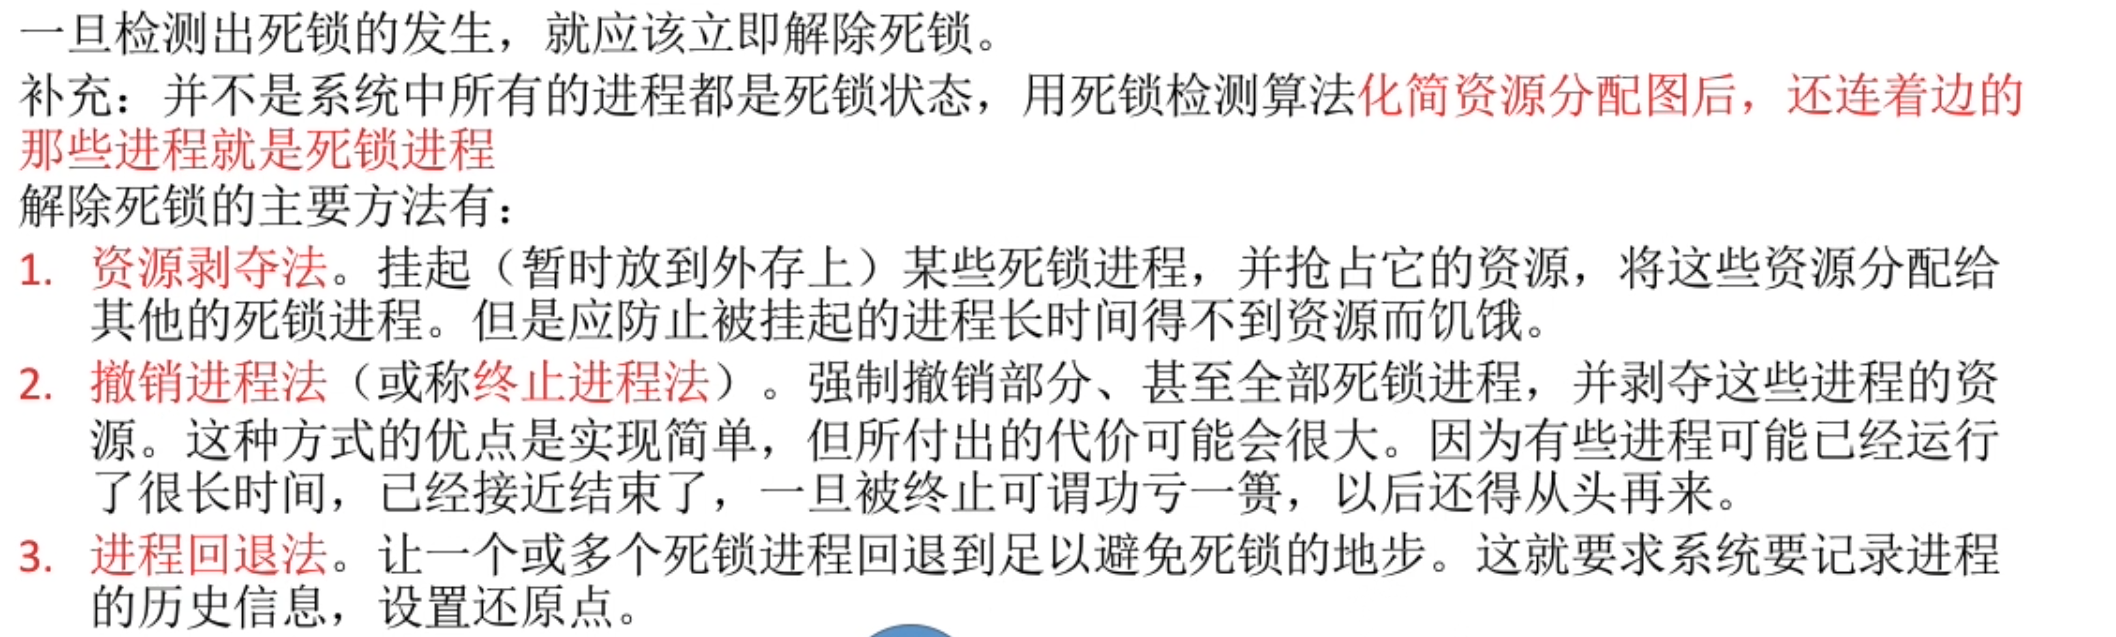 一旦检测出死锁的发生，就应该立即解除死锁。
补充：并不是系统中所有的进程都是死锁状态，用死锁检测算法化简资源分配图后，还连着边的
那些进程就是死锁进程
解除死锁的主要方法有：
1. 资源剥夺法。挂起（暂时放到外存上）某些死锁进程，并抢占它的资源，将这些资源分配给
其他的死锁进程。但是应防止被挂起的进程长时间得不到资源而饥饿。
2. 撤销进程法（或称终止进程法）。强制撤销部分、甚至全部死锁进程，并剥夺这些进程的资
源。这种方式的优点是实现简单，但所付出的代价可能会很大。因为有些进程可能已经运行
了很长时间，已经接近结束了，一旦被终止可谓功亏一篑，以后还得从头再来。
3. 进程回退法。让一个或多个死锁进程回退到足以避免死锁的地步。这就要求系统要记录进程
的历史信息，设置还原点。